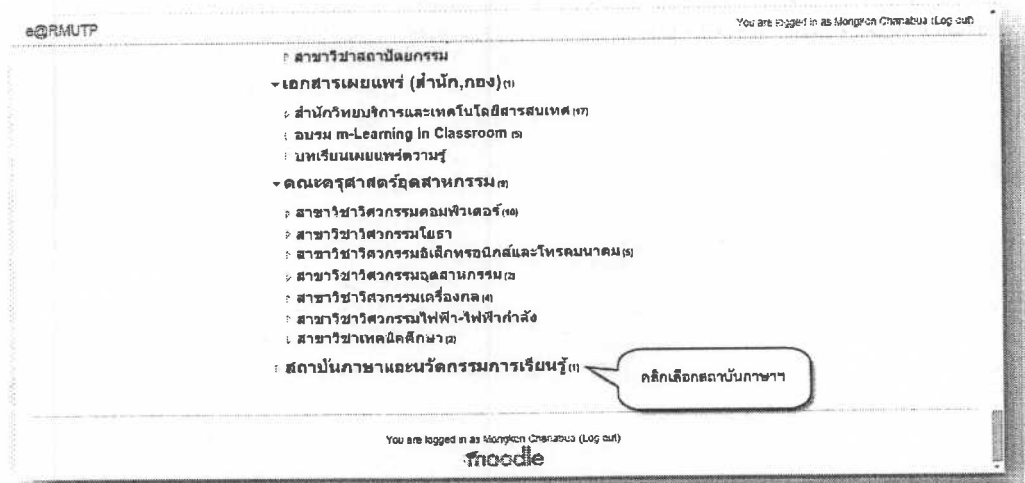 e@RMUTP
You are logged in as Mongkon Chanabua (Log out)
สาขาวิชาสถาปัตยกรรม
เอกสารเผยแพร่ (สำนัก,กอง)(1)
สำนักวิทยบริการและเทคโนโลยีสารสนเทศ(17)
อบรม m-Learning in Classroom (5)
บทเรียนเผยแพร่ความรู้
คณะครุศาสตร์อุตสาหกรรม(9)
สาขาวิชาวิศวกรรมคอมพิวเตอร์(10)
สาขาวิชาวิศวกรรมโยธา
สาขาวิชาวิศวกรรมอิเล็กทรอนิกส์และโทรคมนาคม(5)
สาขาวิชาวิศวกรรมอุตสาหกรรม(2)
สาขาวิชาวิศวกรรมเครื่องกล(4)
สาขาวิชาวิศวกรรมไฟฟ้า-ไฟฟ้ากำลัง
สาขาวิชาเทคนิคศึกษา(2)
สถาบันภาษาและนวัตกรรมการเรียนรู้(1)
คลิกเลือกสถาบันภาษาฯ
You are logged in as Mongkon Chanabua (Log out)
moodle